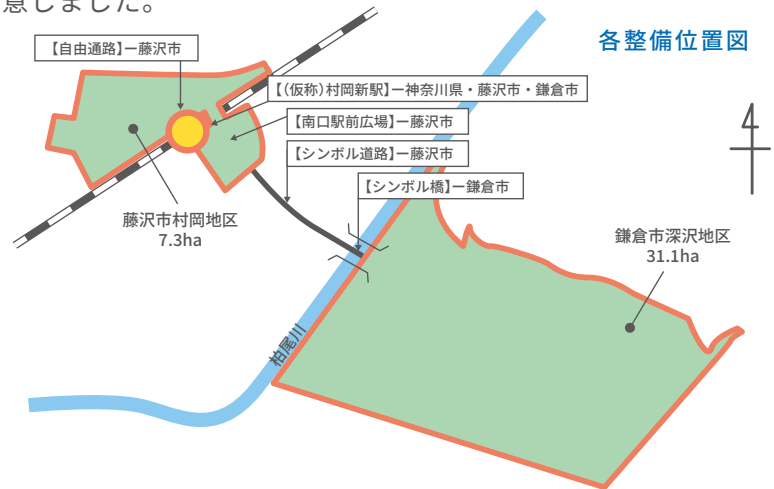 意しました。
各整備位置図
【自由通路】ー藤沢市
【(仮称)村岡新駅】ー神奈川県・藤沢市・鎌倉市
【南口駅前広場】ー藤沢市
【シンボル道路】ー藤沢市
【シンボル橋】ー鎌倉市
藤沢市村岡地区
7.3ha
鎌倉市深沢地区
31.1ha
柏尾川
4